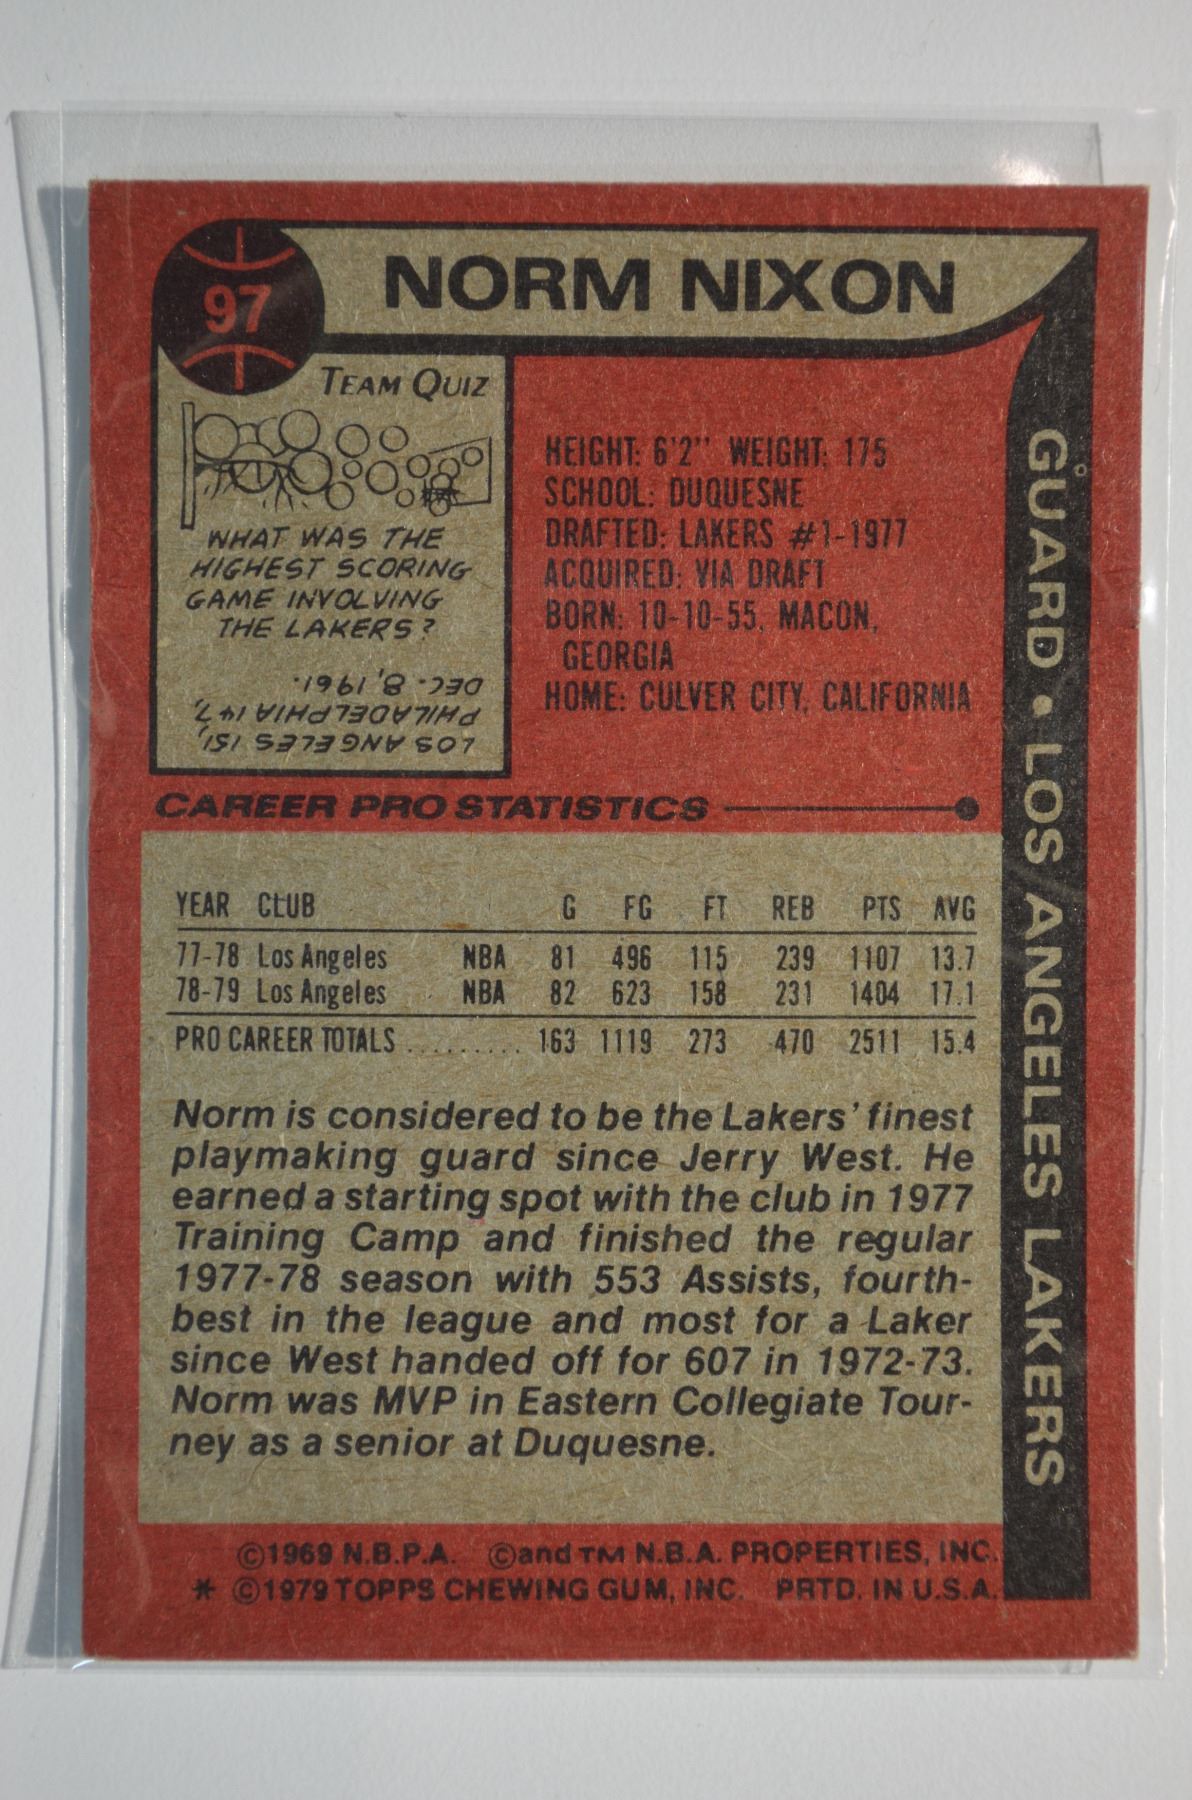 97
NORM NIXON
TEAM QUIZ
WHAT WAS THE
HIGHEST SCORING
GAME INVOLVING
THE LAKERS?
LOS ANGELES 151,
PHILADELPHIA 147,
DEC. 8, 1961.
HEIGHT: 6'2" WEIGHT: 175
SCHOOL: DUQUESNE
DRAFTED: LAKERS #1-1977
ACQUIRED: VIA DRAFT
BORN: 10-10-55, MACON,
GEORGIA
HOME: CULVER CITY, CALIFORNIA
GUARD • LOS ANGELES LAKERS
CAREER PRO STATISTICS
YEAR CLUB G FG FT REB PTS AVG
77-78 Los Angeles NBA 81 496 115 239 1107 13.7
78-79 Los Angeles NBA 82 623 158 231 1404 17.1
PRO CAREER TOTALS ......... 163 1119 273 470 2511 15.4
Norm is considered to be the Lakers' finest
playmaking guard since Jerry West. He
earned a starting spot with the club in 1977
Training Camp and finished the regular
1977-78 season with 553 Assists, fourth-
best in the league and most for a Laker
since West handed off for 607 in 1972-73.
Norm was MVP in Eastern Collegiate Tour-
ney as a senior at Duquesne.
©1969 N.B.P.A. ©and TM N.B.A. PROPERTIES, INC.
* ©1979 TOPPS CHEWING GUM, INC. PRTD. IN U.S.A.